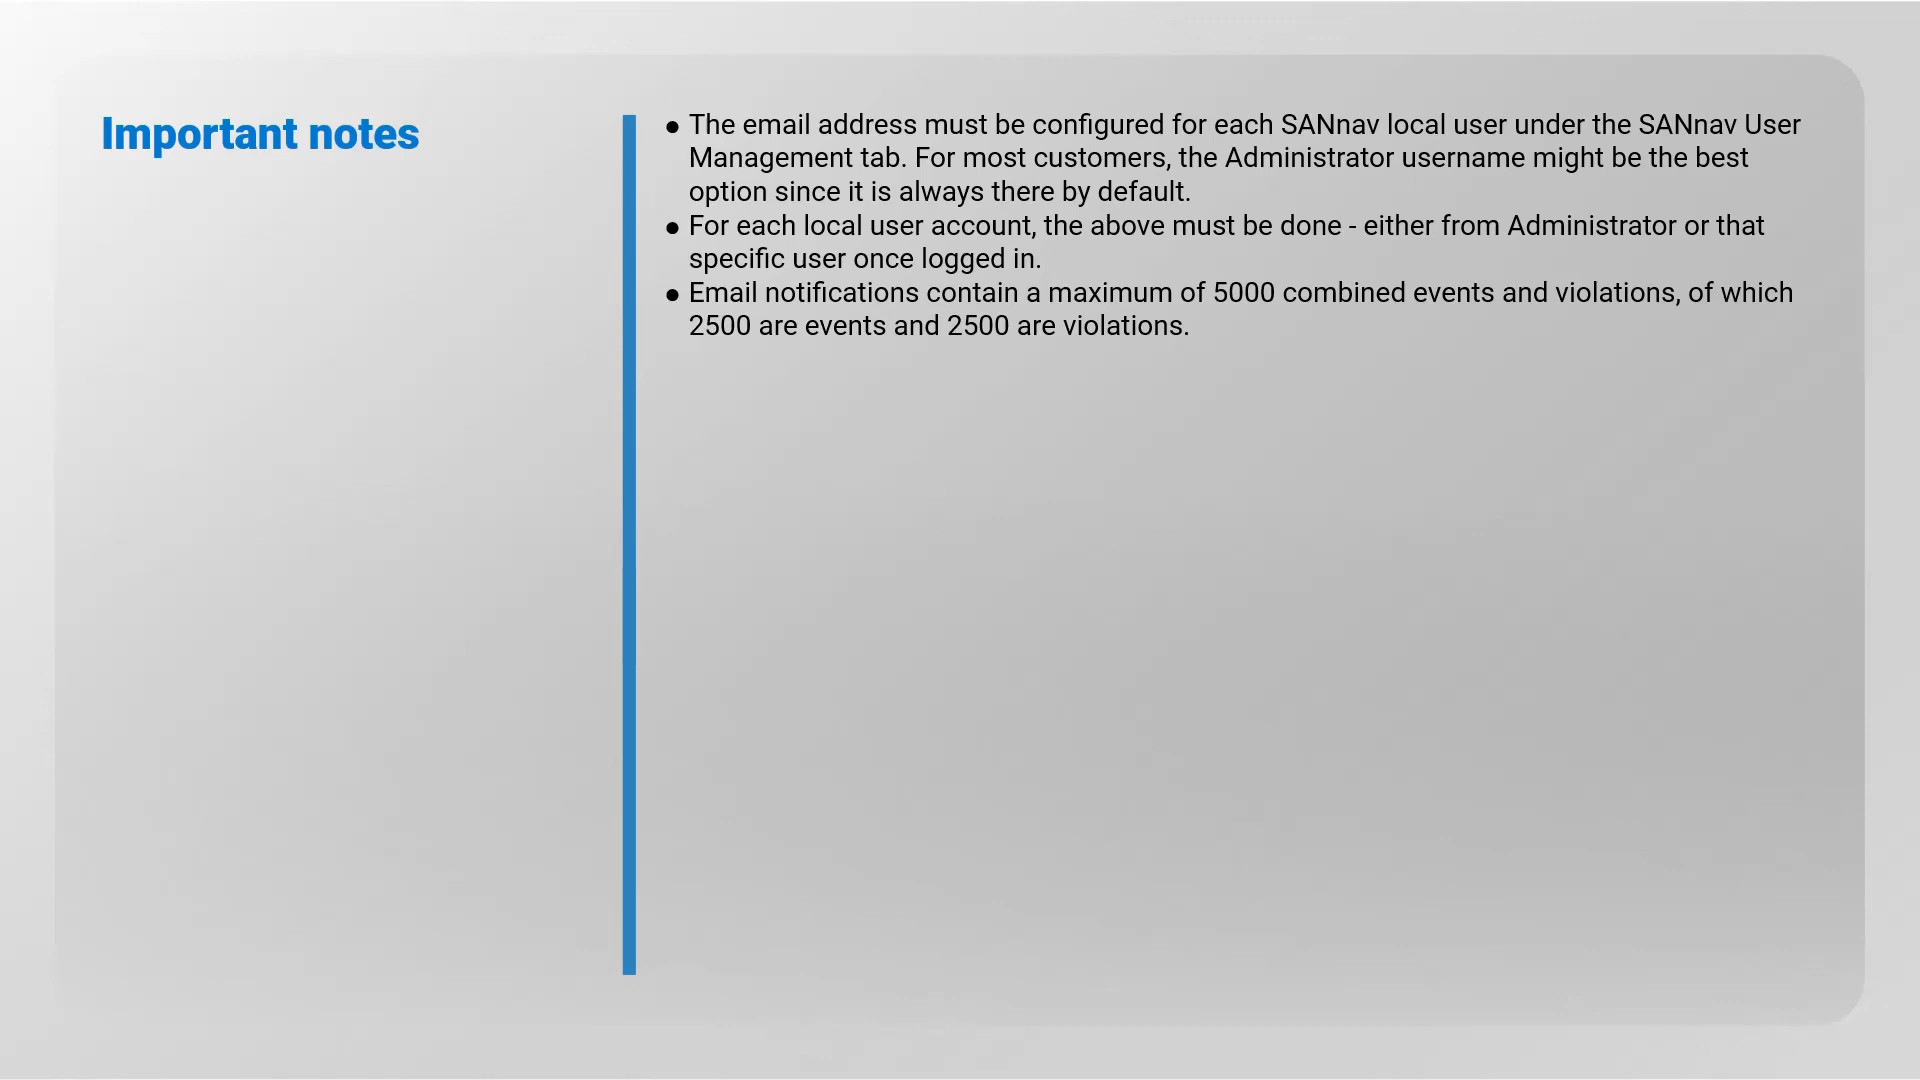 Important notes
● The email address must be configured for each SANnav local user under the SANnav User
Management tab. For most customers, the Administrator username might be the best
option since it is always there by default.
● For each local user account, the above must be done - either from Administrator or that
specific user once logged in.
● Email notifications contain a maximum of 5000 combined events and violations, of which
2500 are events and 2500 are violations.